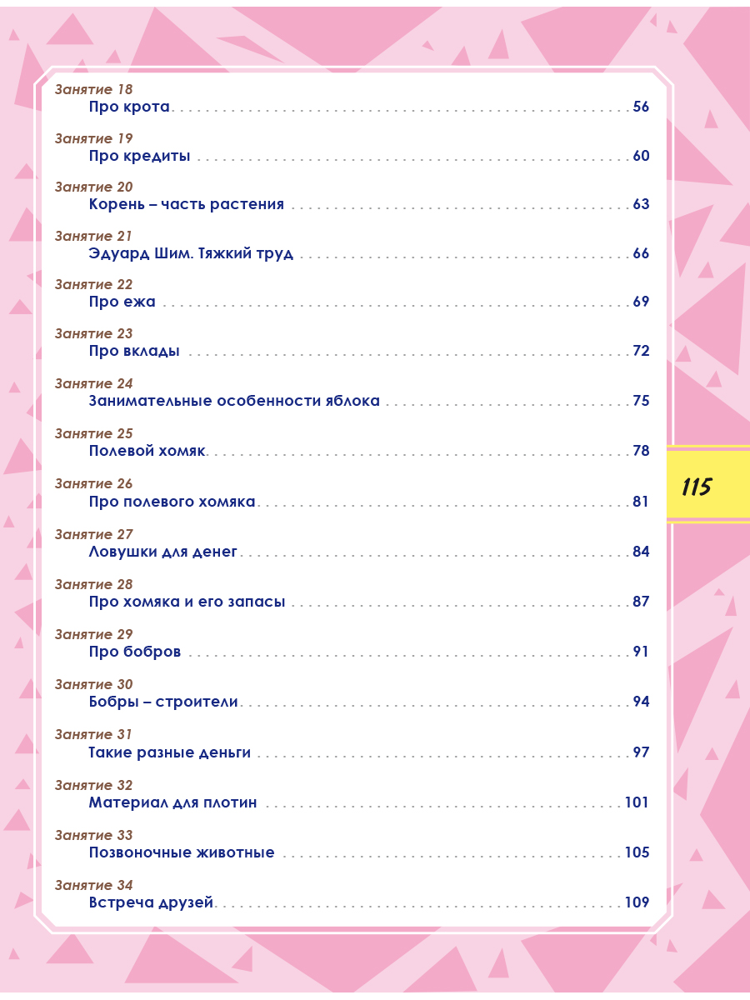 Занятие 18
Про крота. . . . . . . . . . . . . . . . . . . . . . . . . . . . . . . . . . . . . . . . . . . . . . . . . . . . . . 56
Занятие 19
Про кредиты . . . . . . . . . . . . . . . . . . . . . . . . . . . . . . . . . . . . . . . . . . . . . . . . . . . 60
Занятие 20
Корень – часть растения . . . . . . . . . . . . . . . . . . . . . . . . . . . . . . . . . . . . . . . . 63
Занятие 21
Эдуард Шим. Тяжкий труд . . . . . . . . . . . . . . . . . . . . . . . . . . . . . . . . . . . . . . . 66
Занятие 22
Про ежа . . . . . . . . . . . . . . . . . . . . . . . . . . . . . . . . . . . . . . . . . . . . . . . . . . . . . . . 69
Занятие 23
Про вклады . . . . . . . . . . . . . . . . . . . . . . . . . . . . . . . . . . . . . . . . . . . . . . . . . . . . 72
Занятие 24
Занимательные особенности яблока . . . . . . . . . . . . . . . . . . . . . . . . . . . . . 75
Занятие 25
Полевой хомяк. . . . . . . . . . . . . . . . . . . . . . . . . . . . . . . . . . . . . . . . . . . . . . . . . . 78
Занятие 26
Про полевого хомяка. . . . . . . . . . . . . . . . . . . . . . . . . . . . . . . . . . . . . . . . . . . . 81
Занятие 27
Ловушки для денег. . . . . . . . . . . . . . . . . . . . . . . . . . . . . . . . . . . . . . . . . . . . . . 84
Занятие 28
Про хомяка и его запасы . . . . . . . . . . . . . . . . . . . . . . . . . . . . . . . . . . . . . . . . 87
Занятие 29
Про бобров . . . . . . . . . . . . . . . . . . . . . . . . . . . . . . . . . . . . . . . . . . . . . . . . . . . . 91
Занятие 30
Бобры – строители. . . . . . . . . . . . . . . . . . . . . . . . . . . . . . . . . . . . . . . . . . . . . . 94
Занятие 31
Такие разные деньги . . . . . . . . . . . . . . . . . . . . . . . . . . . . . . . . . . . . . . . . . . . . 97
115
Занятие 32
Материал для плотин . . . . . . . . . . . . . . . . . . . . . . . . . . . . . . . . . . . . . . . . . . 101
Занятие 33
Позвоночные животные . . . . . . . . . . . . . . . . . . . . . . . . . . . . . . . . . . . . . . . . 105
Занятие 34
Встреча друзей. . . . . . . . . . . . . . . . . . . . . . . . . . . . . . . . . . . . . . . . . . . . . . . . 109